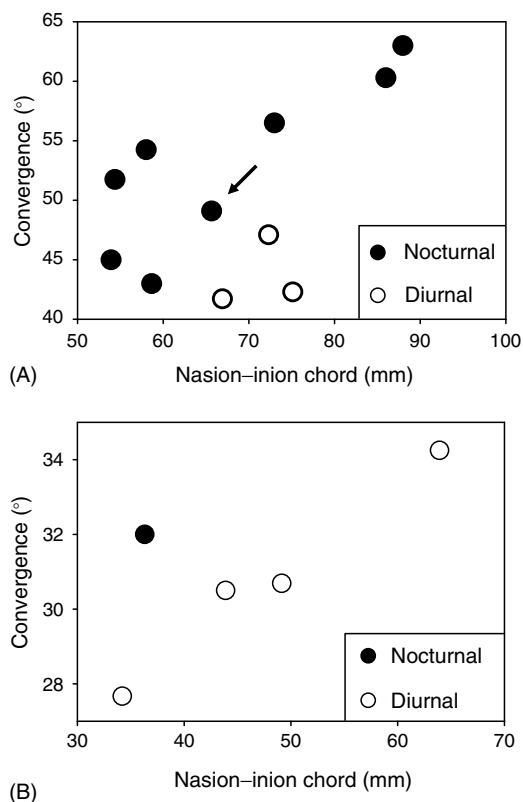 65
60
55
50
45
40
Convergence (°)
Nocturnal
Diurnal
50 60 70 80 90 100
(A)
Nasion–inion chord (mm)
34
32
30
28
Convergence (°)
Nocturnal
Diurnal
30 40 50 60 70
(B)
Nasion–inion chord (mm)